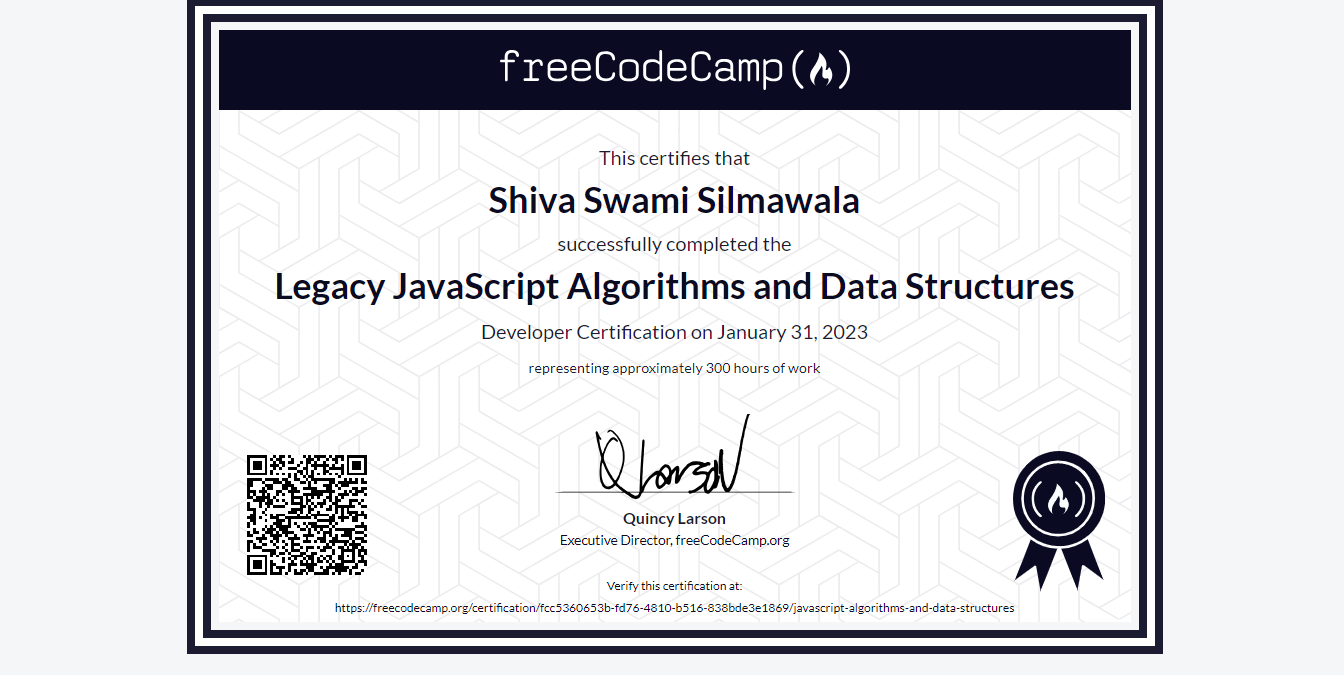 freeCodeCamp
This certifies that
Shiva Swami Silmawala
successfully completed the
Legacy JavaScript Algorithms and Data Structures
Developer Certification on January 31, 2023
representing approximately 300 hours of work
Q Larson
Quincy Larson
Executive Director, freeCodeCamp.org
Verify this certification at:
https://freecodecamp.org/certification/fcc5360653b-fd76-4810-b516-838bde3e1869/javascript-algorithms-and-data-structures